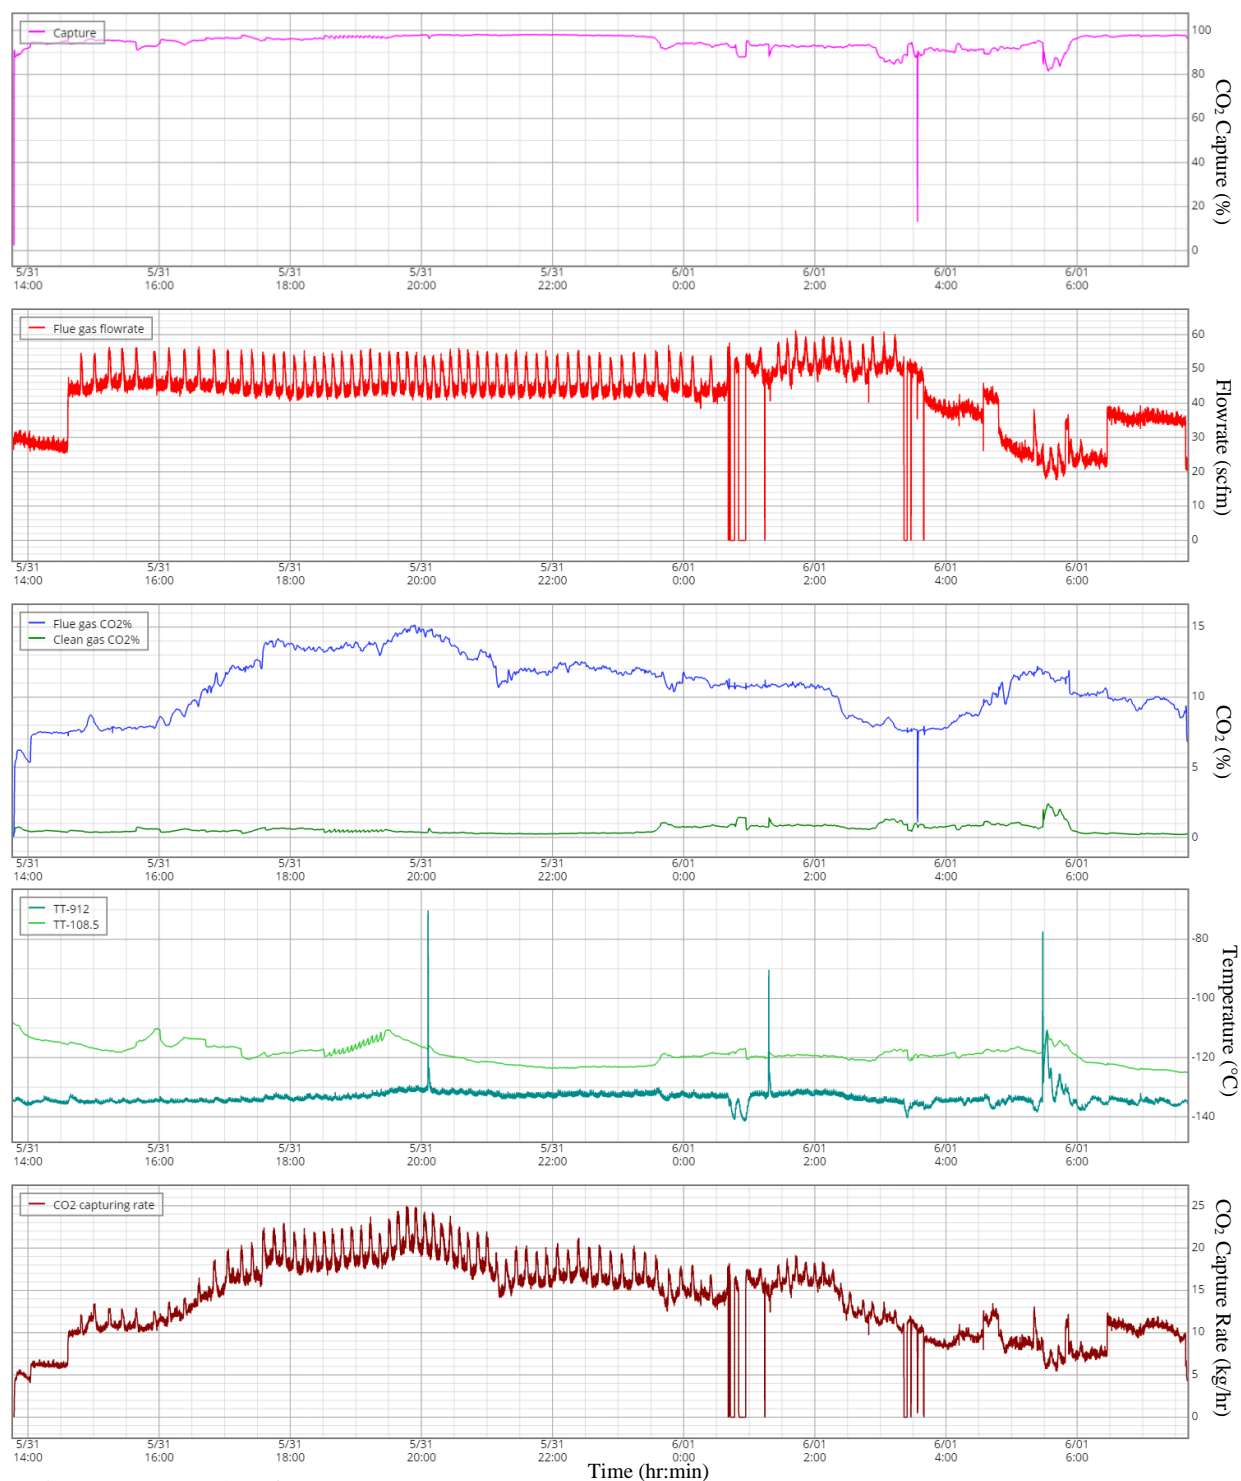 Capture
100
80
60
40
20
0
CO₂ Capture (%)
5/31 5/31 5/31 5/31 5/31 6/01 6/01 6/01 6/01
14:00 16:00 18:00 20:00 22:00 0:00 2:00 4:00 6:00
Flue gas flowrate
60
50
40
30
20
10
0
Flowrate (scfm)
5/31 5/31 5/31 5/31 5/31 6/01 6/01 6/01 6/01
14:00 16:00 18:00 20:00 22:00 0:00 2:00 4:00 6:00
Flue gas CO2%
Clean gas CO2%
15
10
5
0
CO₂ (%)
5/31 5/31 5/31 5/31 5/31 6/01 6/01 6/01 6/01
14:00 16:00 18:00 20:00 22:00 0:00 2:00 4:00 6:00
TT-912
TT-108.5
-80
-100
-120
-140
Temperature (°C)
5/31 5/31 5/31 5/31 5/31 6/01 6/01 6/01 6/01
14:00 16:00 18:00 20:00 22:00 0:00 2:00 4:00 6:00
CO2 capturing rate
25
20
15
10
5
0
CO₂ Capture Rate (kg/hr)
5/31 5/31 5/31 5/31 5/31 6/01 6/01 6/01 6/01
14:00 16:00 18:00 20:00 22:00 0:00 2:00 4:00 6:00
Time (hr:min)